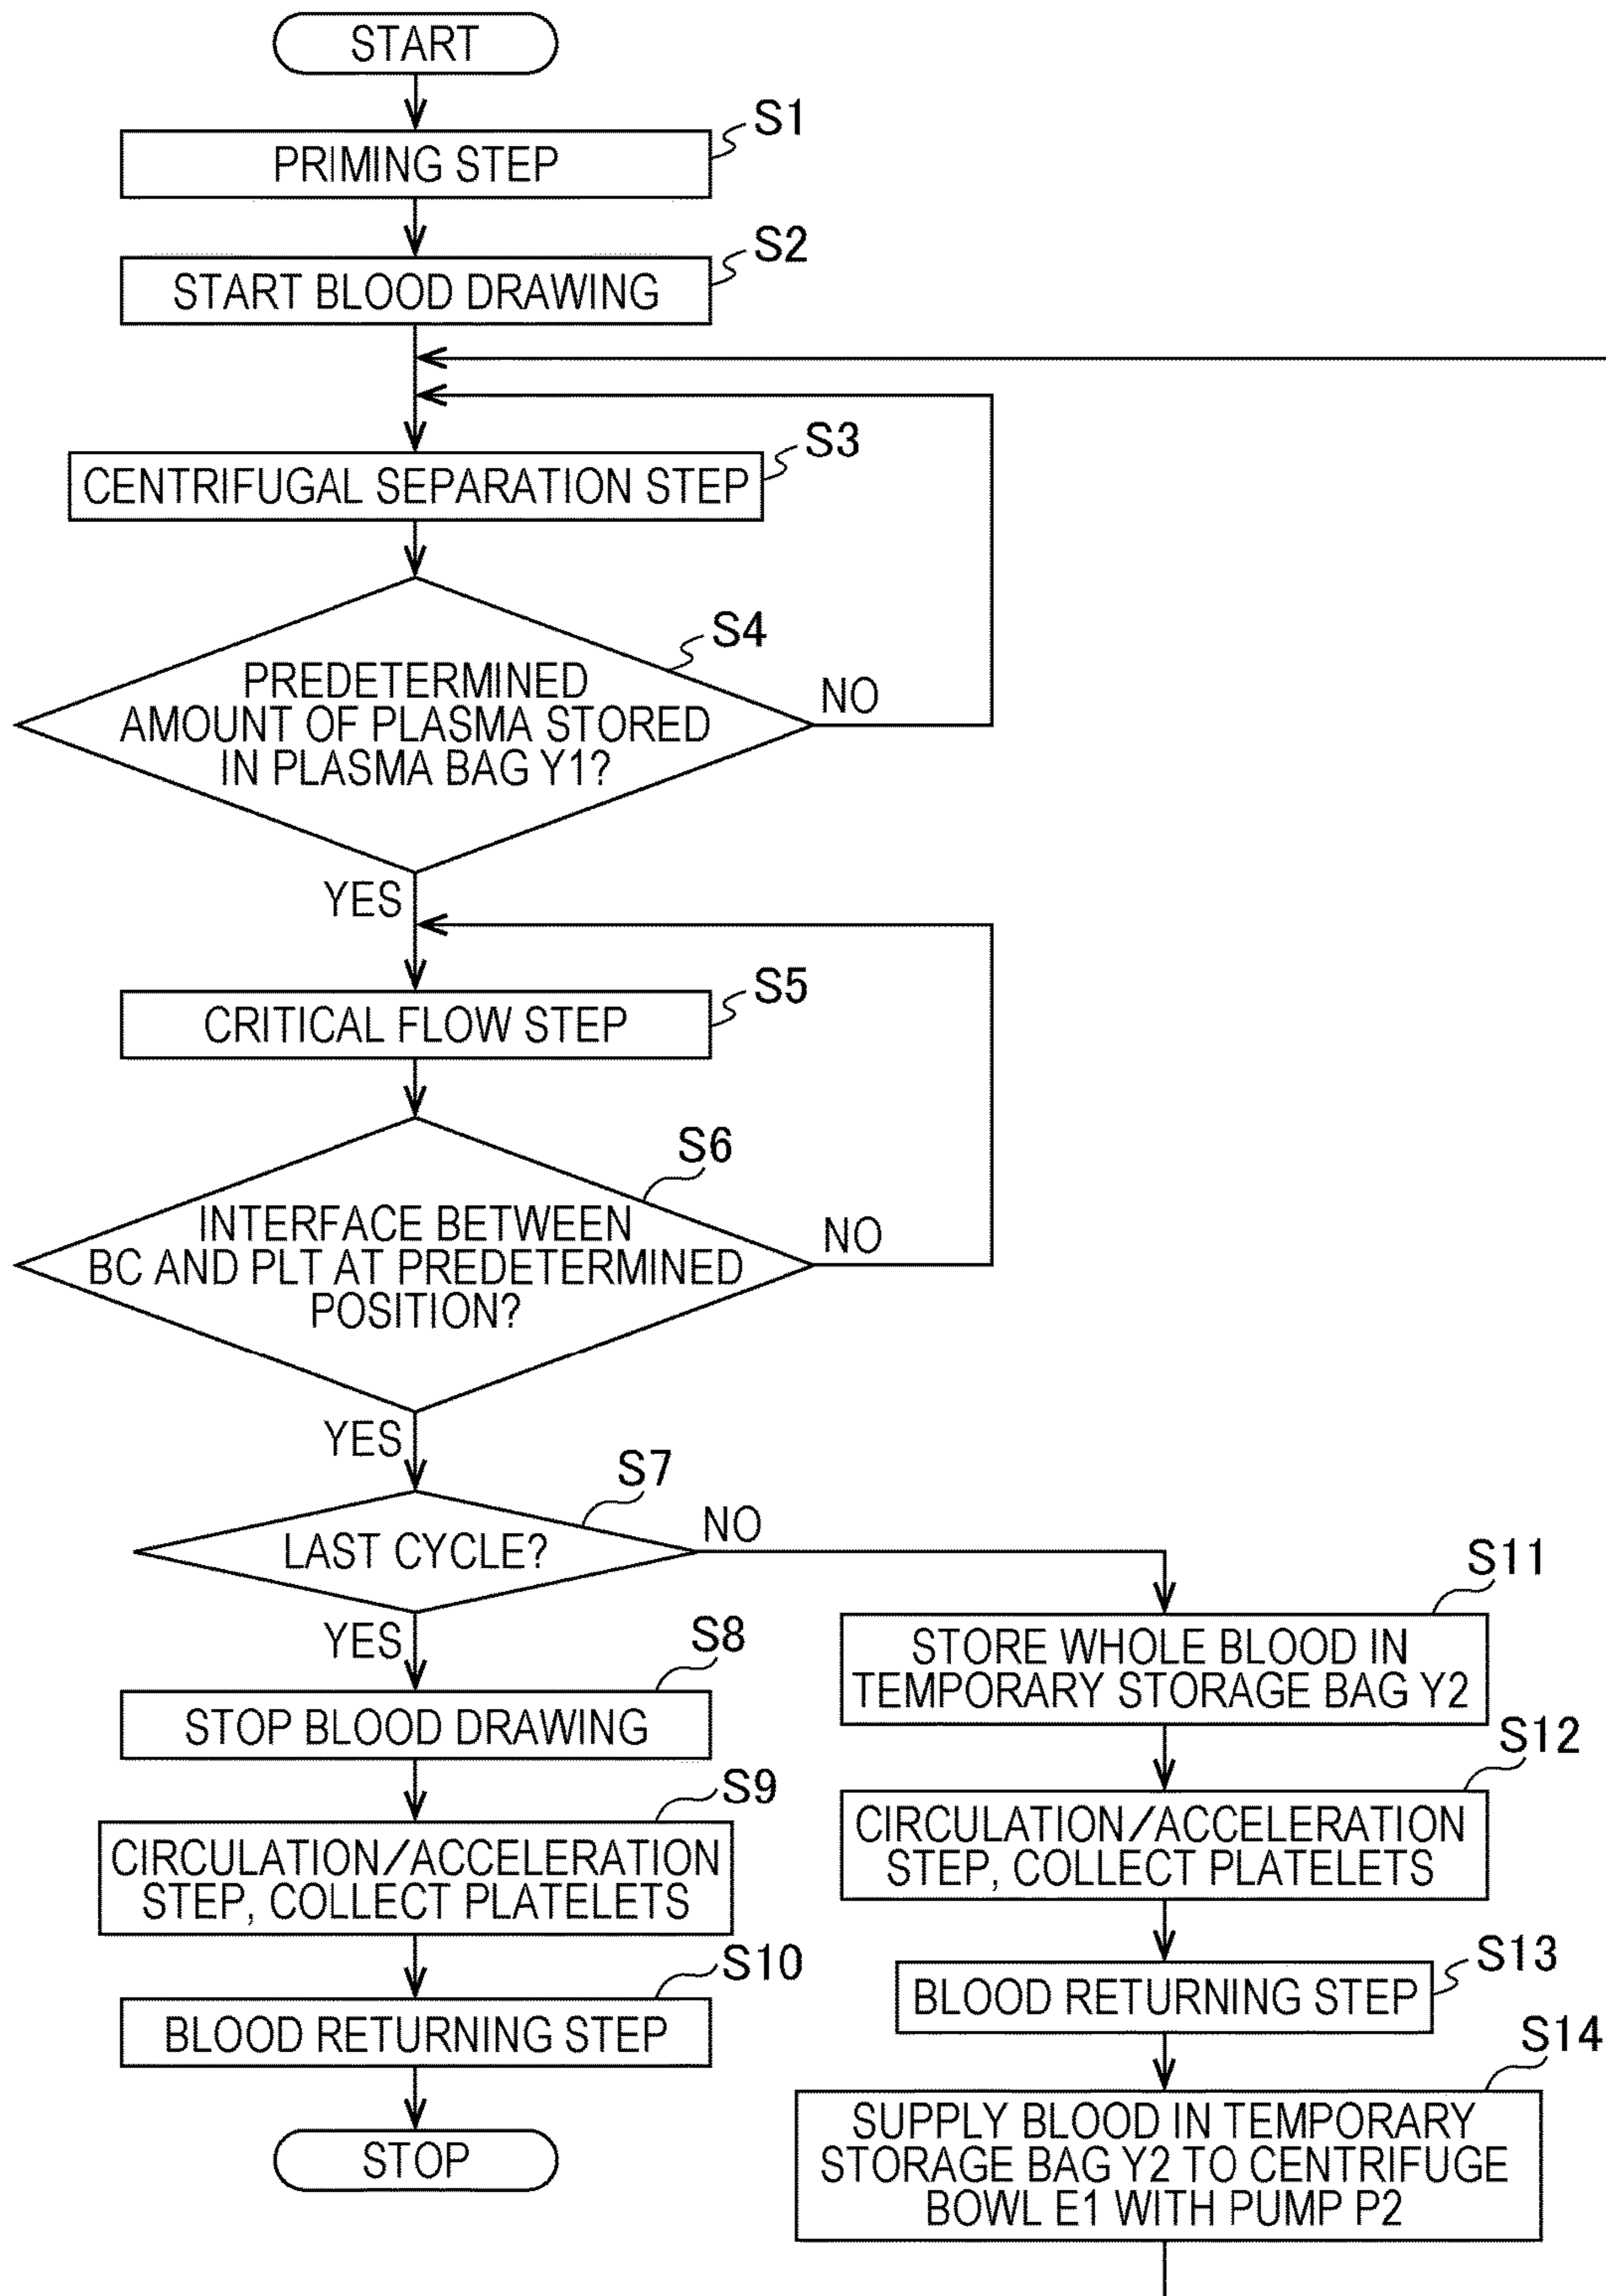 START
S1
PRIMING STEP
S2
START BLOOD DRAWING
S3
CENTRIFUGAL SEPARATION STEP
S4
PREDETERMINED
AMOUNT OF PLASMA STORED
IN PLASMA BAG Y1?
NO
YES
S5
CRITICAL FLOW STEP
S6
INTERFACE BETWEEN
BC AND PLT AT PREDETERMINED
POSITION?
NO
YES
S7
LAST CYCLE?
NO
YES
S8
STOP BLOOD DRAWING
S9
CIRCULATION/ACCELERATION
STEP, COLLECT PLATELETS
S10
BLOOD RETURNING STEP
STOP
S11
STORE WHOLE BLOOD IN
TEMPORARY STORAGE BAG Y2
S12
CIRCULATION/ACCELERATION
STEP, COLLECT PLATELETS
S13
BLOOD RETURNING STEP
S14
SUPPLY BLOOD IN TEMPORARY
STORAGE BAG Y2 TO CENTRIFUGE
BOWL E1 WITH PUMP P2